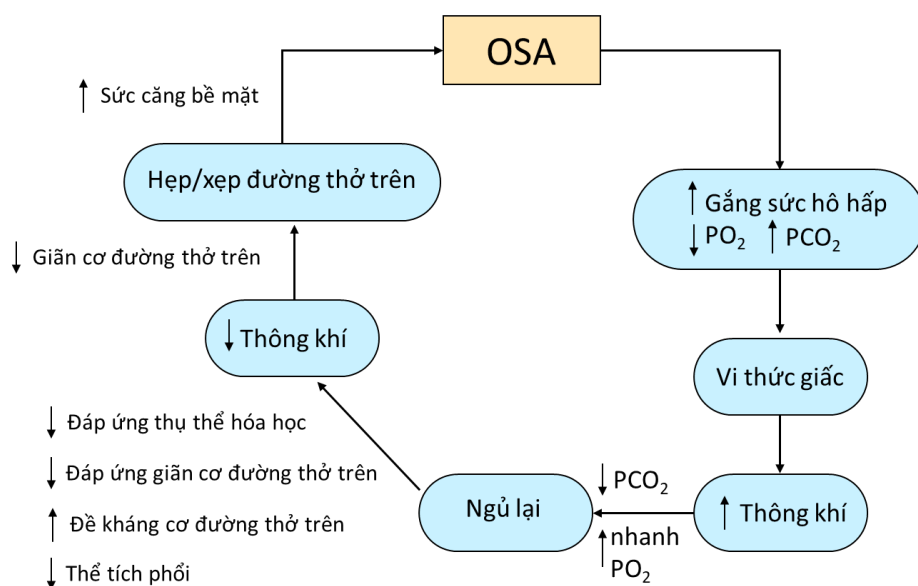 OSA
↑ Sức căng bề mặt
Hẹp/xẹp đường thở trên
↑ Gắng sức hô hấp
↓ PO₂ ↑ PCO₂
↓ Giãn cơ đường thở trên
↓ Thông khí
Vi thức giấc
↓ Đáp ứng thụ thể hóa học
↓ Đáp ứng giãn cơ đường thở trên
↑ Đề kháng cơ đường thở trên
↓ Thể tích phổi
Ngủ lại
↓ PCO₂
↑ nhanh
PO₂
↑ Thông khí